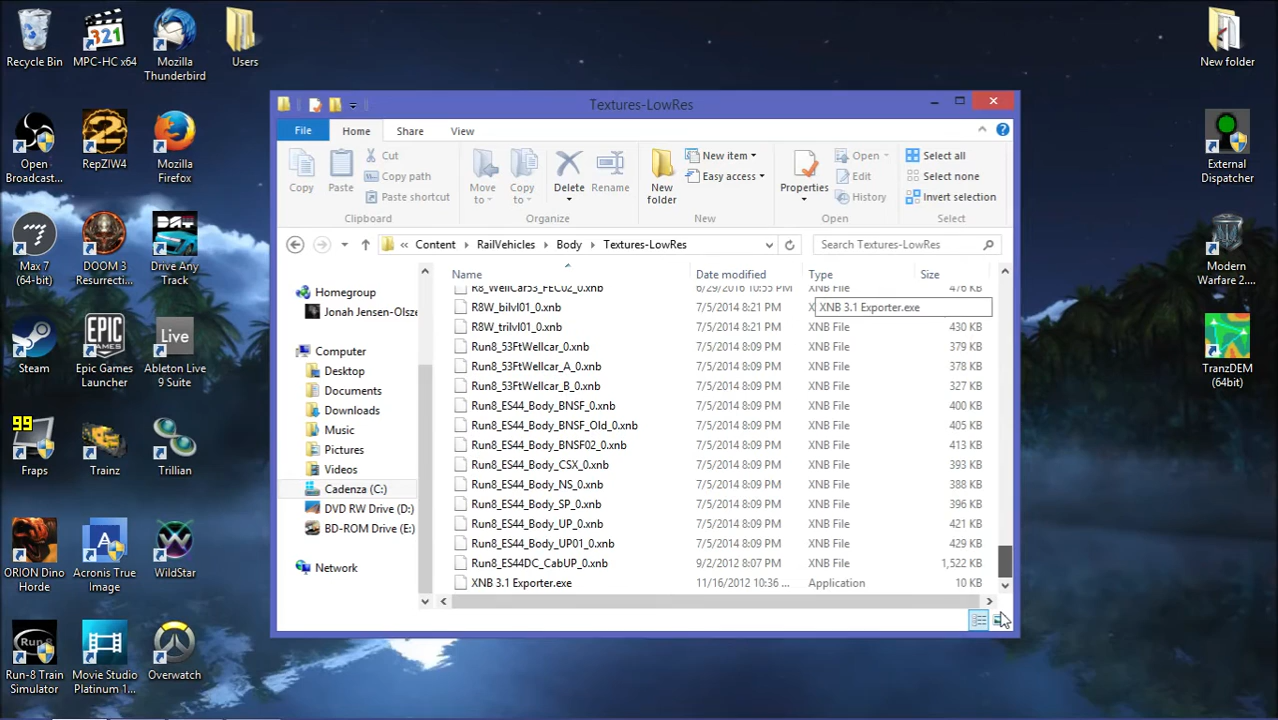 Recycle Bin
MPC-HC x64
Mozilla
Thunderbird
Users
New folder
Open
Broadcast...
RepZIW4
Mozilla
Firefox
External
Dispatcher
Max 7
(64-bit)
DOOM 3
Resurrecti...
Drive Any
Track
Modern
Warfare 2...
Steam
Epic Games
Launcher
Ableton Live
9 Suite
TranzDEM
(64bit)
99
Fraps
Trainz
Trillian
ORION Dino
Horde
Acronis True
Image
WildStar
Run-8 Train
Simulator
Movie Studio
Platinum 1...
Overwatch
Textures-LowRes
File
Home
Share
View
Copy
Paste
Cut
Copy path
Paste shortcut
Clipboard
Move
to
Copy
to
Delete
Rename
Organize
New
folder
New item
Easy access
New
Properties
Open
Edit
History
Open
Select all
Select none
Invert selection
Select
« Content
RailVehicles
Body
Textures-LowRes
Search Textures-LowRes
Homegroup
Jonah Jensen-Olsze
Computer
Desktop
Documents
Downloads
Music
Pictures
Videos
Cadenza (C:)
DVD RW Drive (D:)
BD-ROM Drive (E:)
Network
Name Date modified Type Size
R8_WellCar53_FEC02_0.xnb 6/29/2016 10:55 PM XNB File 476 KB
R8W_bilvl01_0.xnb 7/5/2014 8:21 PM
XNB 3.1 Exporter.exe
R8W_trilvl01_0.xnb 7/5/2014 8:21 PM XNB File 430 KB
Run8_53FtWellcar_0.xnb 7/5/2014 8:09 PM XNB File 379 KB
Run8_53FtWellcar_A_0.xnb 7/5/2014 8:09 PM XNB File 378 KB
Run8_53FtWellcar_B_0.xnb 7/5/2014 8:09 PM XNB File 327 KB
Run8_ES44_Body_BNSF_0.xnb 7/5/2014 8:09 PM XNB File 400 KB
Run8_ES44_Body_BNSF_Old_0.xnb 7/5/2014 8:09 PM XNB File 405 KB
Run8_ES44_Body_BNSF02_0.xnb 7/5/2014 8:09 PM XNB File 413 KB
Run8_ES44_Body_CSX_0.xnb 7/5/2014 8:09 PM XNB File 393 KB
Run8_ES44_Body_NS_0.xnb 7/5/2014 8:09 PM XNB File 388 KB
Run8_ES44_Body_SP_0.xnb 7/5/2014 8:09 PM XNB File 396 KB
Run8_ES44_Body_UP_0.xnb 7/5/2014 8:09 PM XNB File 421 KB
Run8_ES44_Body_UP01_0.xnb 7/5/2014 8:09 PM XNB File 429 KB
Run8_ES44DC_CabUP_0.xnb 9/2/2012 8:07 PM XNB File 1,522 KB
XNB 3.1 Exporter.exe 11/16/2012 10:36 ... Application 10 KB